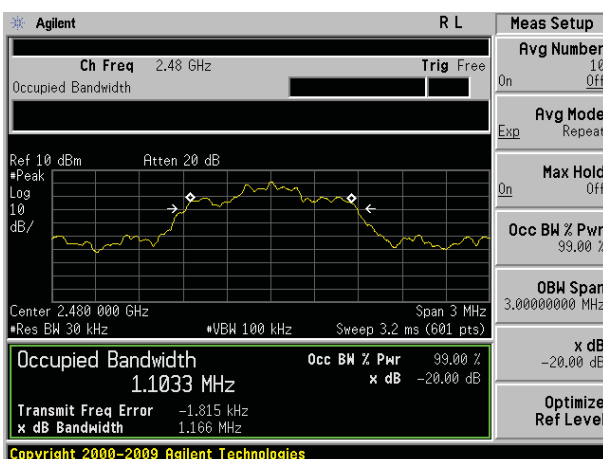 Agilent R L
Ch Freq 2.48 GHz Trig Free
Occupied Bandwidth
Ref 10 dBm Atten 20 dB
#Peak
Log
10
dB/
Center 2.480 000 GHz Span 3 MHz
#Res BW 30 kHz #VBW 100 kHz Sweep 3.2 ms (601 pts)
Occupied Bandwidth
1.1033 MHz
Occ BW % Pwr 99.00 %
x dB -20.00 dB
Transmit Freq Error -1.815 kHz
x dB Bandwidth 1.166 MHz
Copyright 2000-2009 Agilent Technologies
Meas Setup
Avg Number
10
On Off
Avg Mode
Exp Repeat
Max Hold
On Off
Occ BW % Pwr
99.00 %
OBW Span
3.00000000 MHz
x dB
-20.00 dB
Optimize
Ref Level